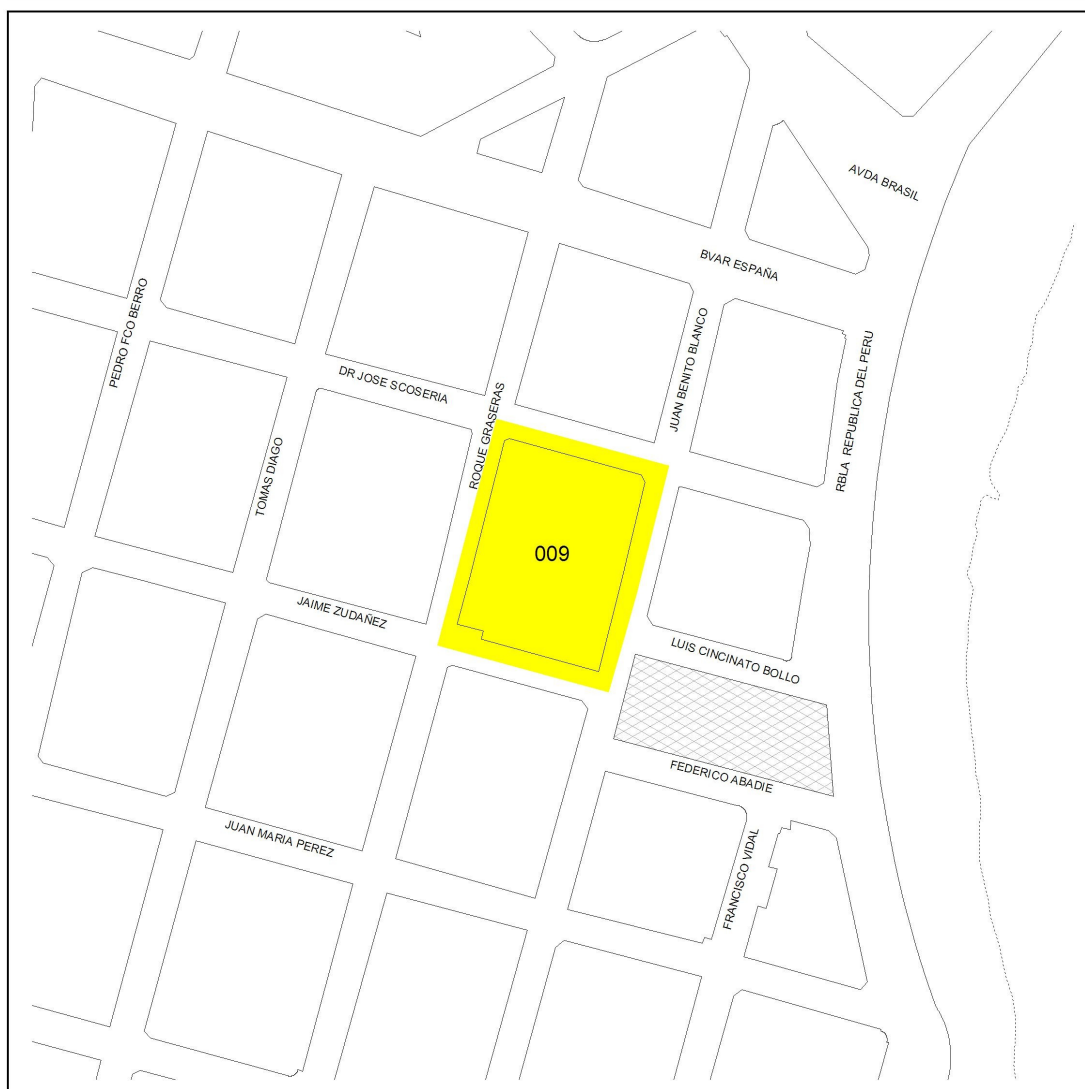 AVDA BRASIL
BVAR ESPAÑA
PEDRO FCO BERRO
JUAN BENITO BLANCO
RBLA REPUBLICA DEL PERU
DR JOSE SCOSERIA
ROQUE GRASERAS
TOMAS DIAGO
009
JAIME ZUDAÑEZ
LUIS CINCINATO BOLLO
FEDERICO ABADIE
JUAN MARIA PEREZ
FRANCISCO VIDAL